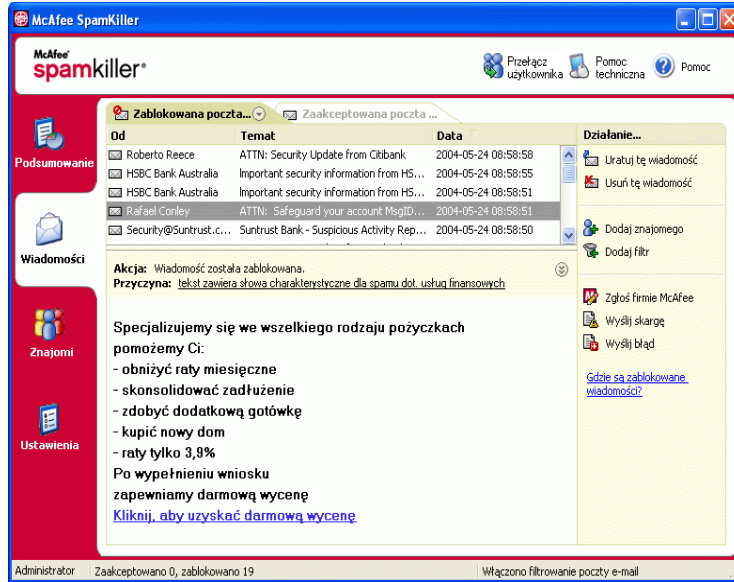 McAfee SpamKiller
McAfee
spamkiller
Przełącz użytkownika
Pomoc techniczna
Pomoc
Podsumowanie
Wiadomości
Znajomi
Ustawienia
Zablokowana poczta...
Zaakceptowana poczta ...
Od Temat Data
Roberto Reece ATTN: Security Update from Citibank 2004-05-24 08:58:58
HSBC Bank Australia Important security information from HS... 2004-05-24 08:58:55
HSBC Bank Australia Important security information from HS... 2004-05-24 08:58:51
Rafael Conley ATTN: Safeguard your account MsgID... 2004-05-24 08:58:51
Security@Suntrust.c... Suntrust Bank - Suspicious Activity Rep... 2004-05-24 08:58:50
Akcja: Wiadomość została zablokowana.
Przyczyna: tekst zawiera słowa charakterystyczne dla spamu dot. usług finansowych
Specjalizujemy się we wszelkiego rodzaju pożyczkach
pomożemy Ci:
- obniżyć raty miesięczne
- skonsolidować zadłużenie
- zdobyć dodatkową gotówkę
- kupić nowy dom
- raty tylko 3,9%
Po wypełnieniu wniosku
zapewniamy darmową wycenę
Kliknij, aby uzyskać darmową wycenę
Działanie...
Uratuj tę wiadomość
Usuń tę wiadomość
Dodaj znajomego
Dodaj filtr
Zgłoś firmie McAfee
Wyślij skargę
Wyślij błąd
Gdzie są zablokowane
wiadomości?
Administrator Zaakceptowano 0, zablokowano 19 Włączono filtrowanie poczty e-mail